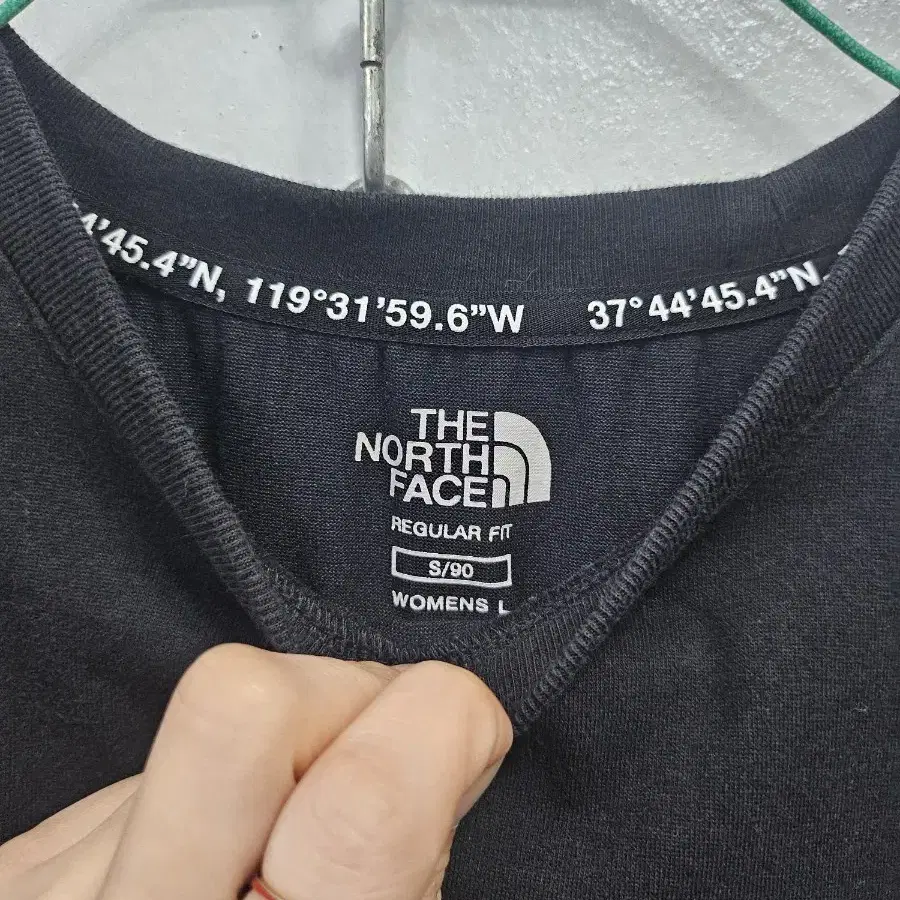 4'45.4”N, 119°31'59.6”W 37°44'45.4”N,
THE
NORTH
FACE
REGULAR FIT
S/90
WOMENS L